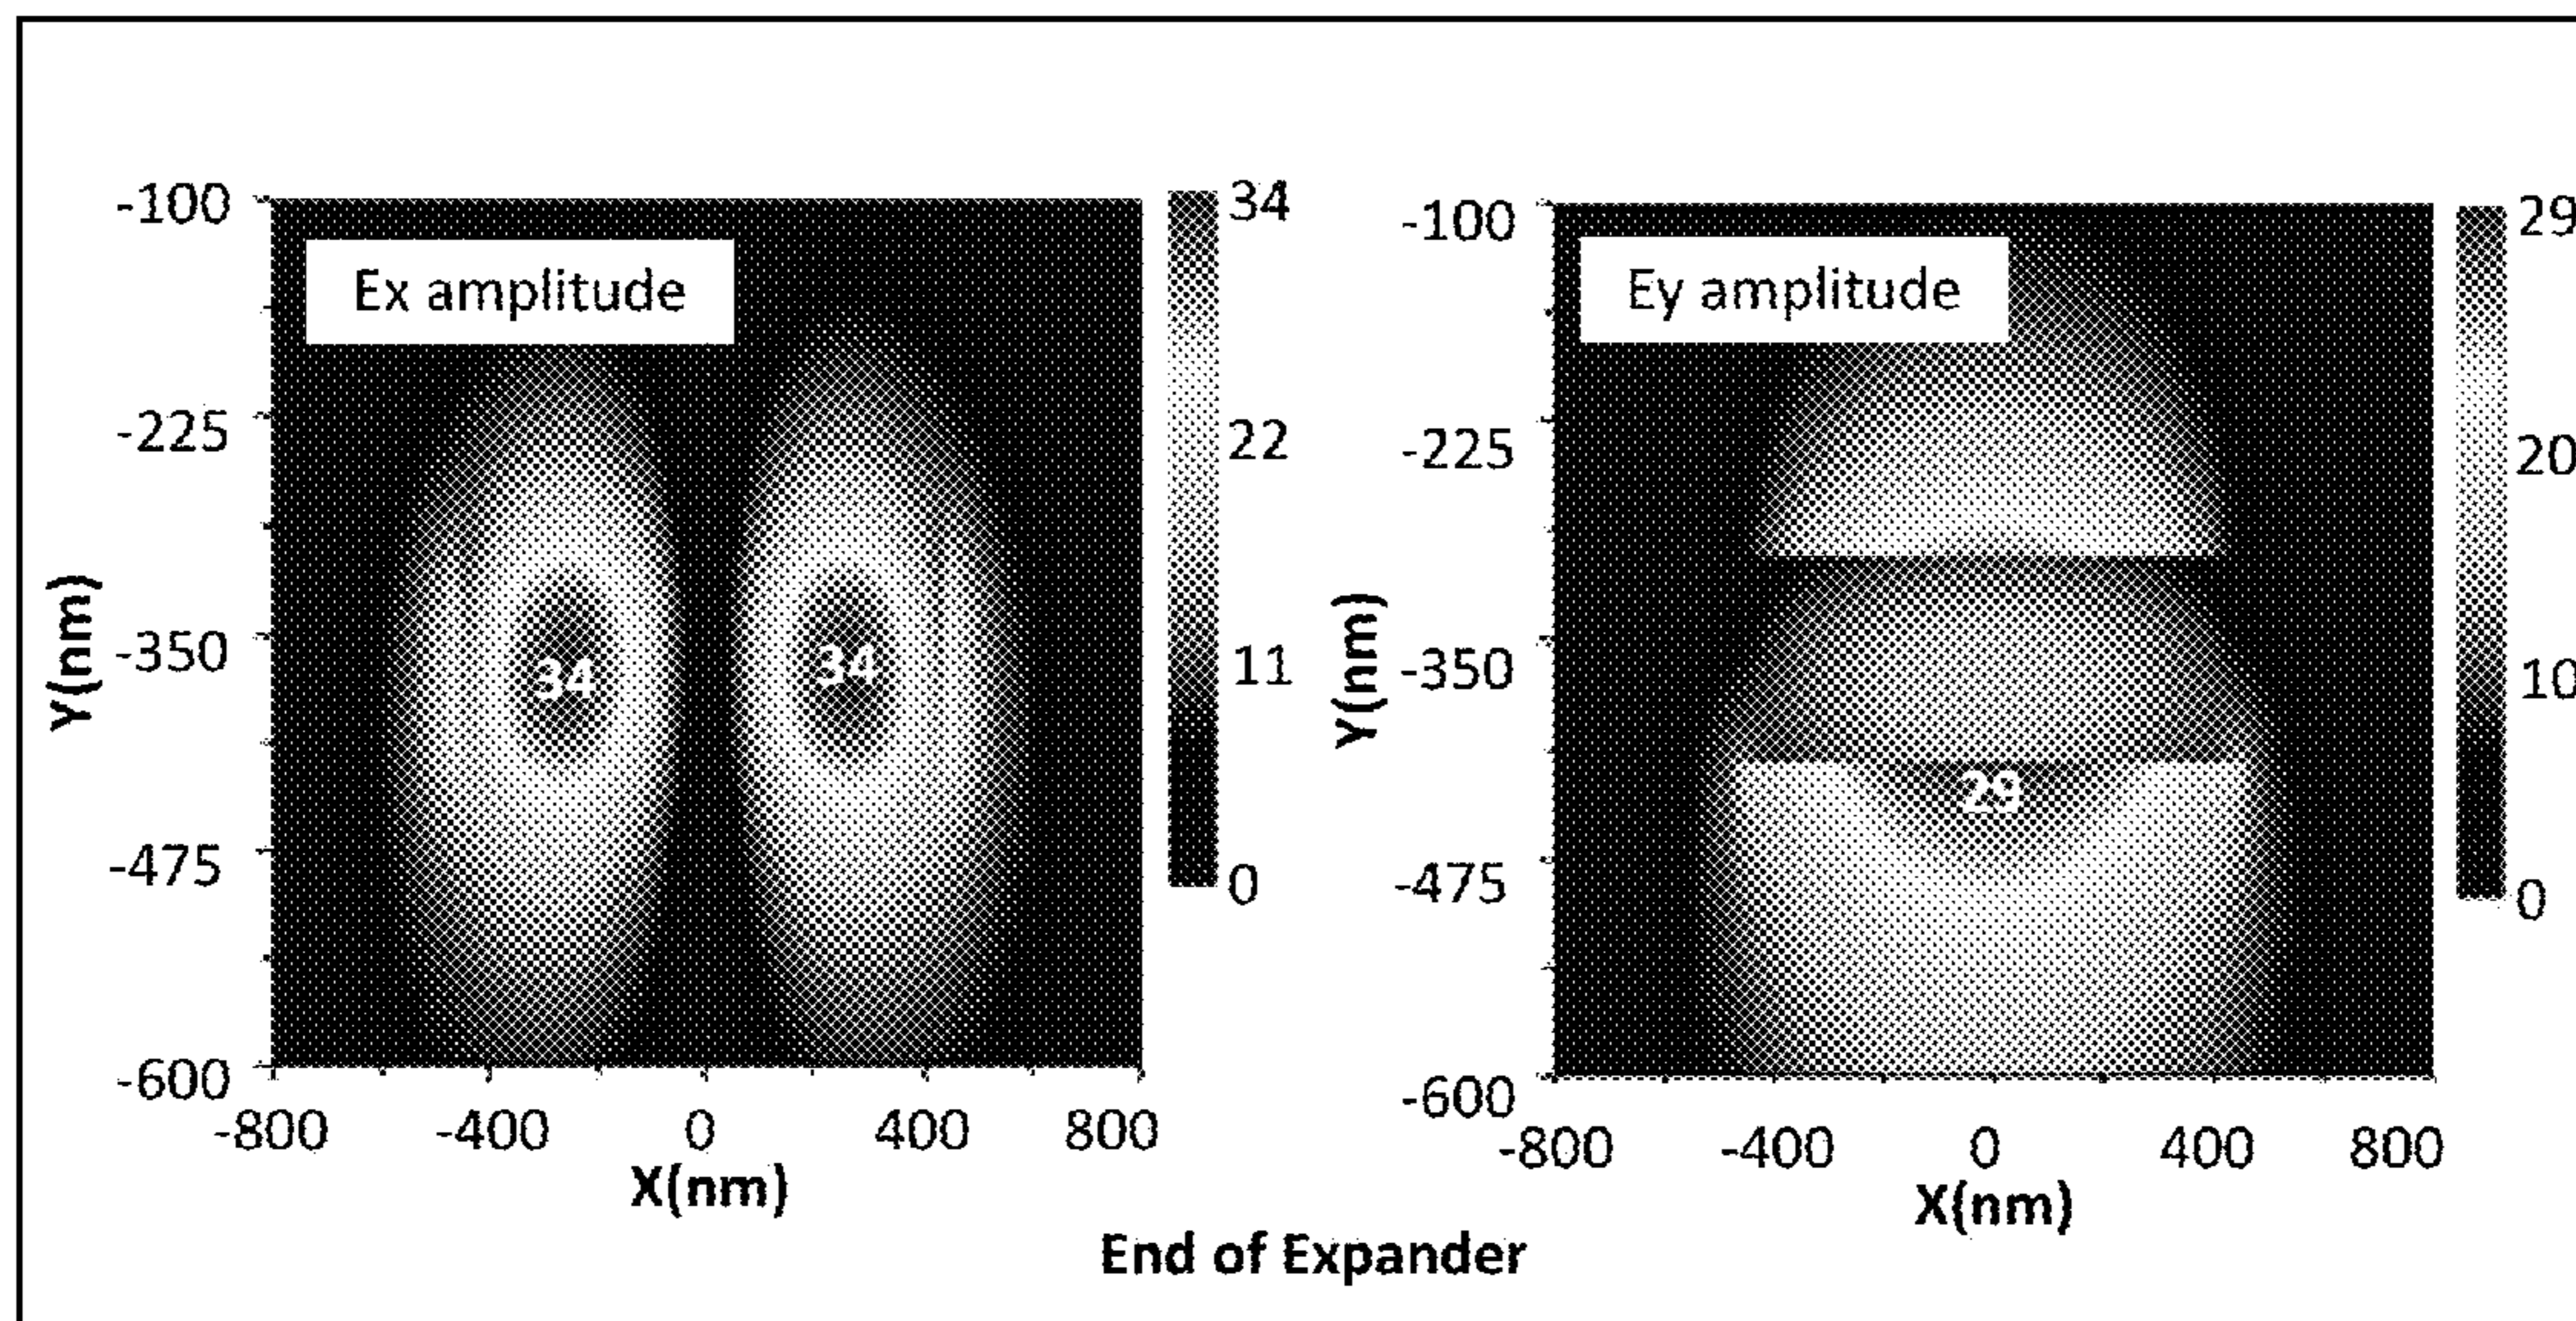 Ex amplitude
-100
-225
-350
-475
-600
Y(nm)
34
34
-800 -400 0 400 800
X(nm)
34
22
11
0
Ey amplitude
-100
-225
-350
-475
-600
Y(nm)
29
-800 -400 0 400 800
X(nm)
29
20
10
0
End of Expander